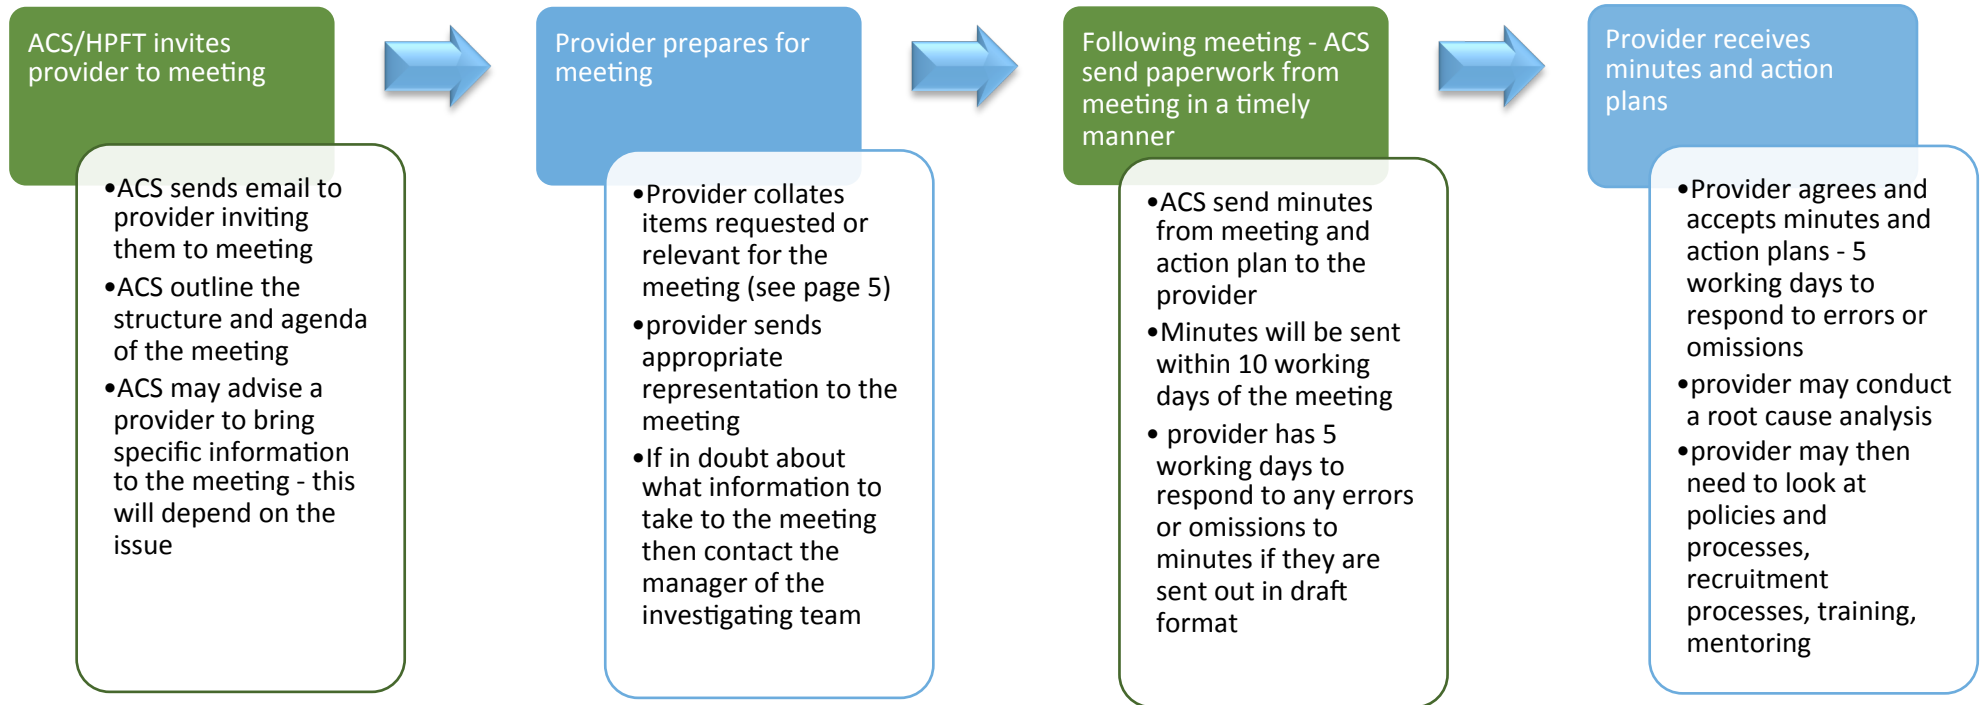 ACS/HPFT invites
provider to meeting
•ACS sends email to
provider inviting
them to meeting
•ACS outline the
structure and agenda
of the meeting
•ACS may advise a
provider to bring
specific information
to the meeting - this
will depend on the
issue
Provider prepares for
meeting
•Provider collates
items requested or
relevant for the
meeting (see page 5)
•provider sends
appropriate
representation to the
meeting
•If in doubt about
what information to
take to the meeting
then contact the
manager of the
investigating team
Following meeting - ACS
send paperwork from
meeting in a timely
manner
•ACS send minutes
from meeting and
action plan to the
provider
•Minutes will be sent
within 10 working
days of the meeting
• provider has 5
working days to
respond to any errors
or omissions to
minutes if they are
sent out in draft
format
Provider receives
minutes and action
plans
•Provider agrees and
accepts minutes and
action plans - 5
working days to
respond to errors or
omissions
•provider may conduct
a root cause analysis
•provider may then
need to look at
policies and
processes,
recruitment
processes, training,
mentoring